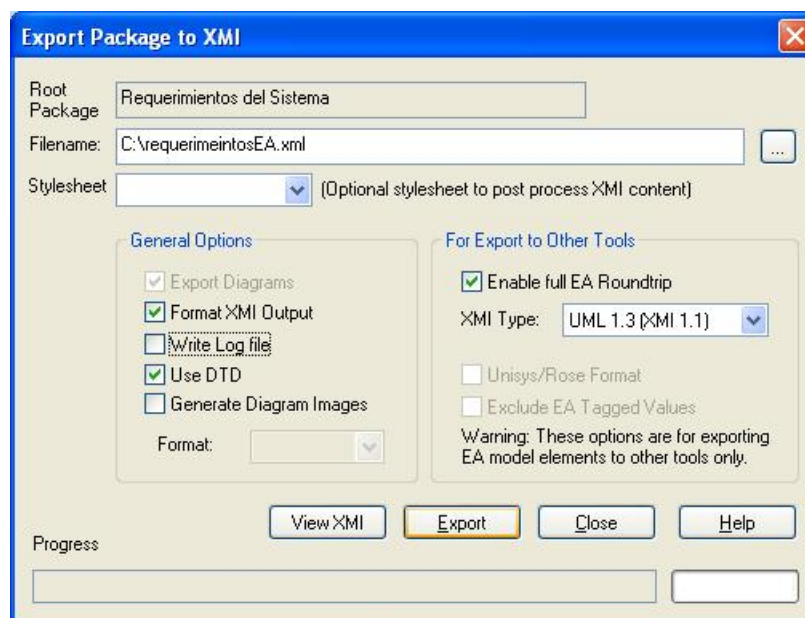 Export Package to XMI
Root
Package
Requerimientos del Sistema
Filename:
C:\requerimeintosEA.xml
...
Stylesheet
(Optional stylesheet to post process XMI content)
General Options
Export Diagrams
Format XMI Output
Write Log file
Use DTD
Generate Diagram Images
Format:
For Export to Other Tools
Enable full EA Roundtrip
XMI Type:
UML 1.3 (XMI 1.1)
Unisys/Rose Format
Exclude EA Tagged Values
Warning: These options are for exporting
EA model elements to other tools only.
View XMI
Export
Close
Help
Progress